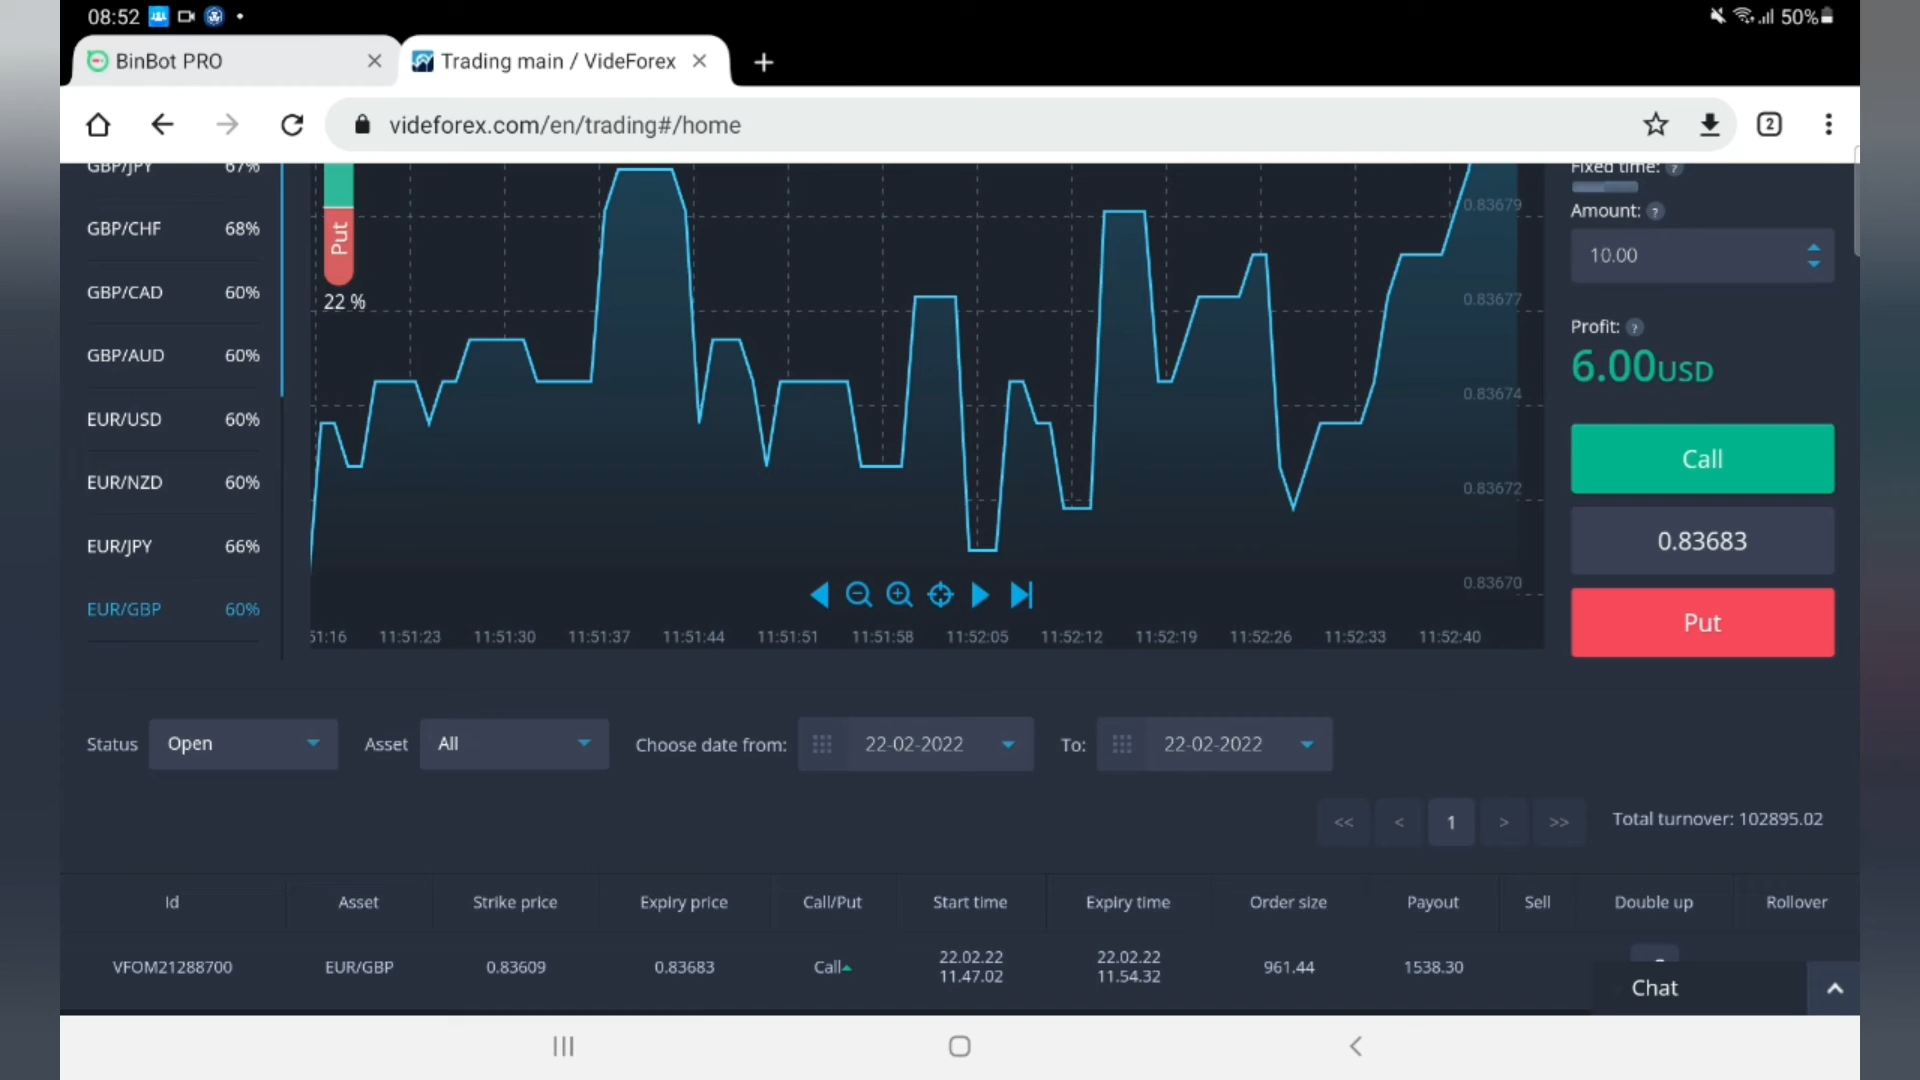 08:52
50%
BinBot PRO
Trading main / VideForex
videforex.com/en/trading#/home
2
GBP/JPY 67%
GBP/CHF 68%
GBP/CAD 60%
GBP/AUD 60%
EUR/USD 60%
EUR/NZD 60%
EUR/JPY 66%
EUR/GBP 60%
Put
22 %
0.83679
0.83677
0.83674
0.83672
0.83670
51:16 11:51:23 11:51:30 11:51:37 11:51:44 11:51:51 11:51:58 11:52:05 11:52:12 11:52:19 11:52:26 11:52:33 11:52:40
Fixed time: ?
Amount: ?
10.00
Profit: ?
6.00USD
Call
0.83683
Put
Status Open Asset All Choose date from: 22-02-2022 To: 22-02-2022
<< < 1 > >> Total turnover: 102895.02
Id Asset Strike price Expiry price Call/Put Start time Expiry time Order size Payout Sell Double up Rollover
VFOM21288700 EUR/GBP 0.83609 0.83683 Call 22.02.22 11.47.02 22.02.22 11.54.32 961.44 1538.30
Chat